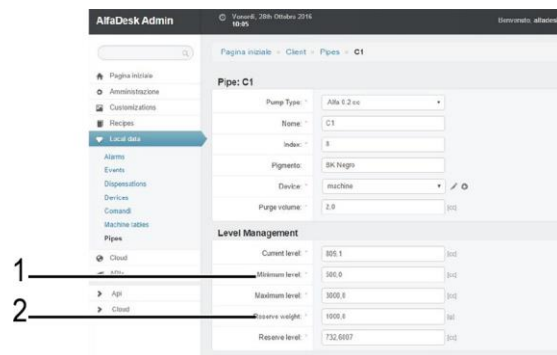 AlfaDesk Admin
Venerdì, 28th Ottobre 2016
10:05
Benvenuto, alfades
Pagina iniziale
Amministrazione
Customizations
Recipes
Local data
Alarms
Events
Dispensations
Devices
Comandi
Machine tables
Pipes
Cloud
APIs
Api
Cloud
Pagina iniziale » Client » Pipes » C1
Pipe: C1
Pump Type: * Alfa 0.2 cc
Nome: * C1
Index: * 8
Pigmento: BK Negro
Device: * machine
Purge volume: * 2,0 [cc]
Level Management
Current level: * 805,1 [cc]
1 Minimum level: * 500,0 [cc]
Maximum level: * 3000,0 [cc]
2 Reserve weight: * 1000,0 [g]
Reserve level: * 732,6007 [cc]